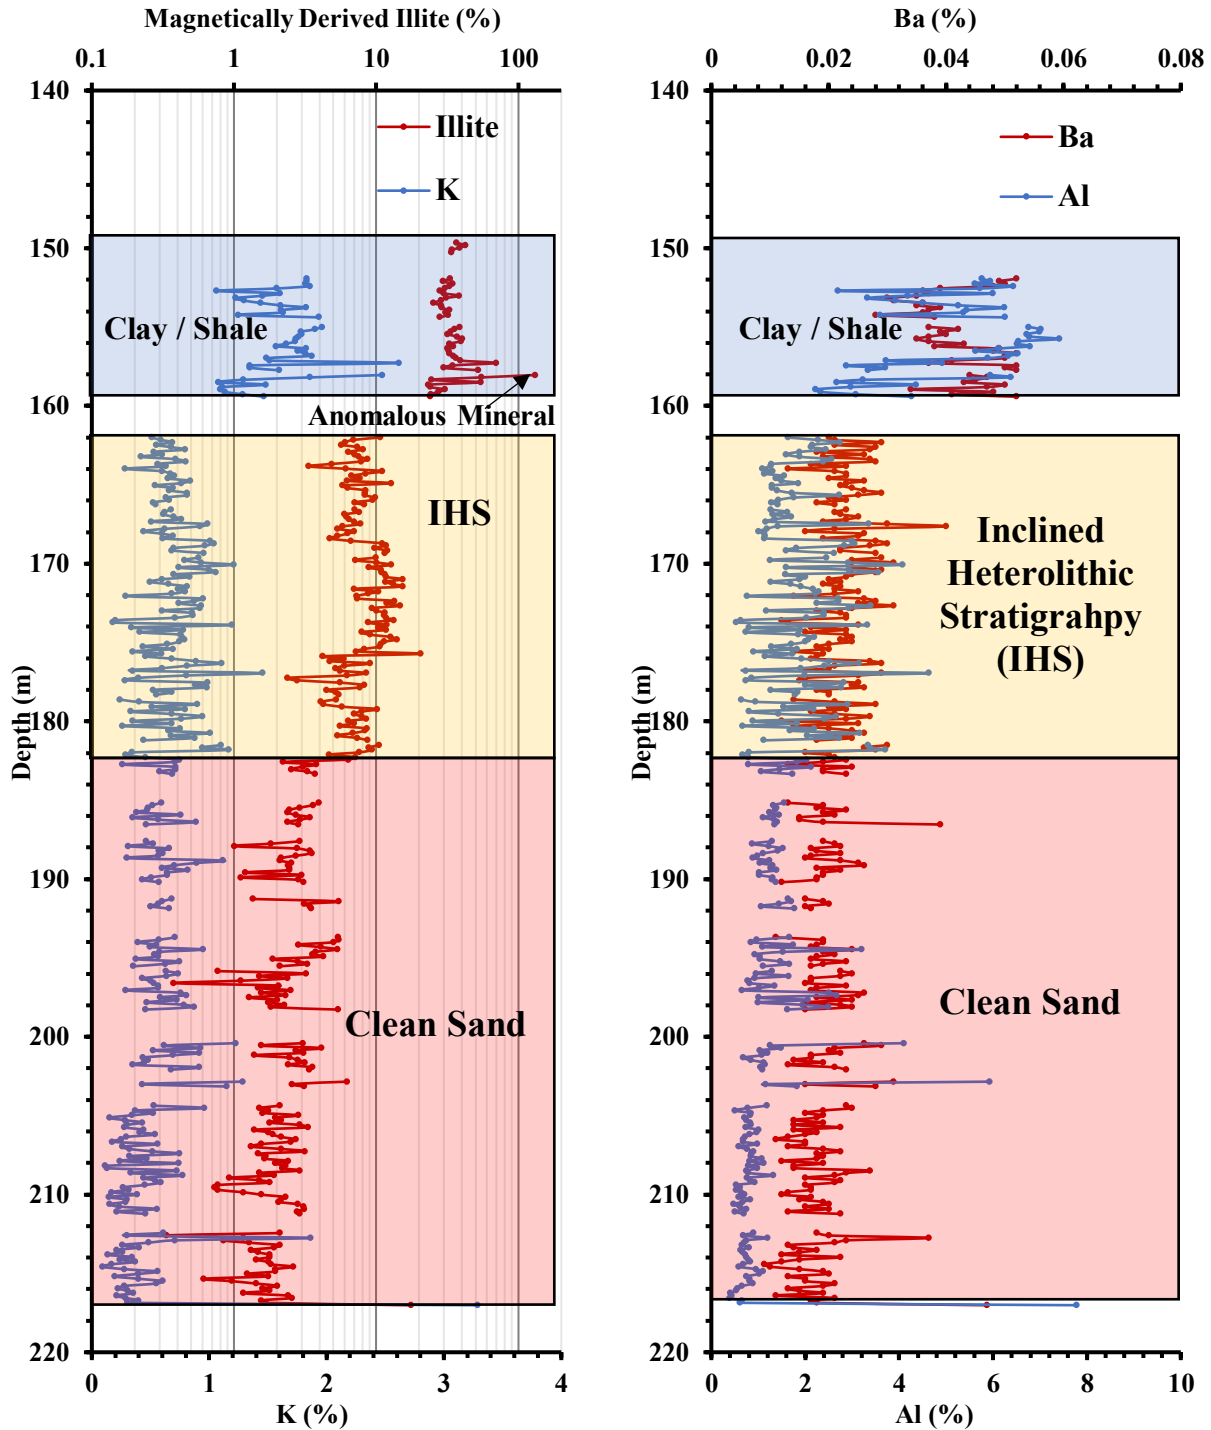 Magnetically Derived Illite (%)
0.1 1 10 100
140
150
160
170
180
190
200
210
220
Depth (m)
Illite
K
Clay / Shale
Anomalous Mineral
IHS
Clean Sand
0 1 2 3 4
K (%)
Ba (%)
0 0.02 0.04 0.06 0.08
140
150
160
170
180
190
200
210
220
Depth (m)
Ba
Al
Clay / Shale
Inclined
Heterolithic
Stratigrahpy
(IHS)
Clean Sand
0 2 4 6 8 10
Al (%)